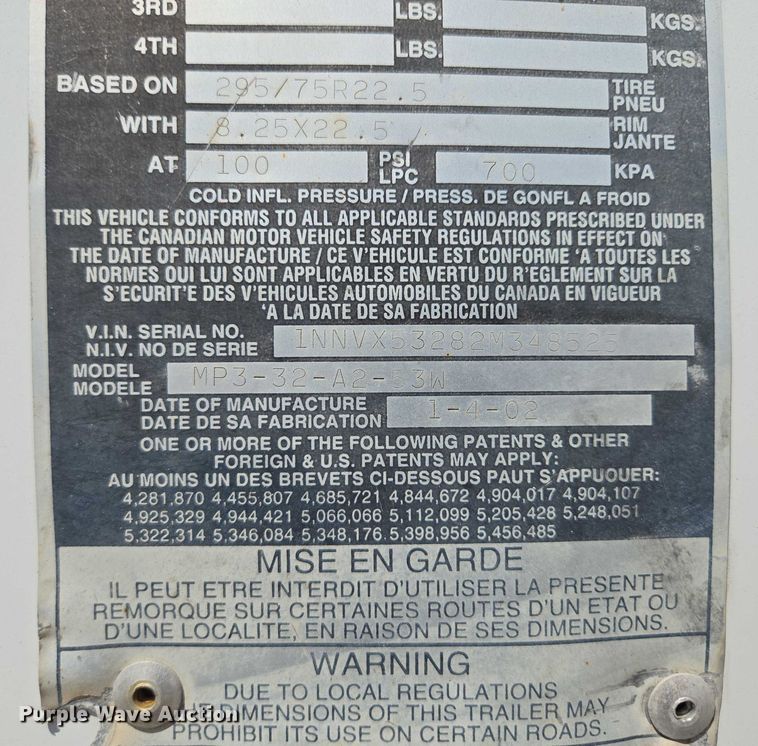 3RD LBS. KGS.
4TH LBS. KGS.
BASED ON 295/75R22.5 TIRE PNEU
WITH 8.25X22.5 RIM JANTE
AT 100 PSI LPC 700 KPA
COLD INFL. PRESSURE / PRESS. DE GONFL A FROID
THIS VEHICLE CONFORMS TO ALL APPLICABLE STANDARDS PRESCRIBED UNDER
THE CANADIAN MOTOR VEHICLE SAFETY REGULATIONS IN EFFECT ON
THE DATE OF MANUFACTURE / CE V'EHICULE EST CONFORME 'A TOUTES LES
NORMES QUI LUI SONT APPLICABLES EN VERTU DU R'EGLEMENT SUR LA
S'ECURIT'E DES V'EHICULES AUTOMOBILES DU CANADA EN VIGUEUR
'A LA DATE DE SA FABRICATION
V.I.N. SERIAL NO. 1NNVX53282M348525
N.I.V. NO DE SERIE
MODEL MP3-32-A2-53W
MODELE
DATE OF MANUFACTURE 1-4-02
DATE DE SA FABRICATION
ONE OR MORE OF THE FOLLOWING PATENTS & OTHER
FOREIGN & U.S. PATENTS MAY APPLY:
AU MOINS UN DES BREVETS CI-DESSOUS PAUT S'APPUOUER:
4,281,870 4,455,807 4,685,721 4,844,672 4,904,017 4,904,107
4,925,329 4,944,421 5,066,066 5,112,099 5,205,428 5,248,051
5,322,314 5,346,084 5,348,176 5,398,956 5,456,485
MISE EN GARDE
IL PEUT ETRE INTERDIT D'UTILISER LA PRESENTE
REMORQUE SUR CERTAINES ROUTES D'UN ETAT OU
D'UNE LOCALITE, EN RAISON DE SES DIMENSIONS.
WARNING
DUE TO LOCAL REGULATIONS
DIMENSIONS OF THIS TRAILER MAY
PROHIBIT ITS USE ON CERTAIN ROADS.
Purple Wave Auction